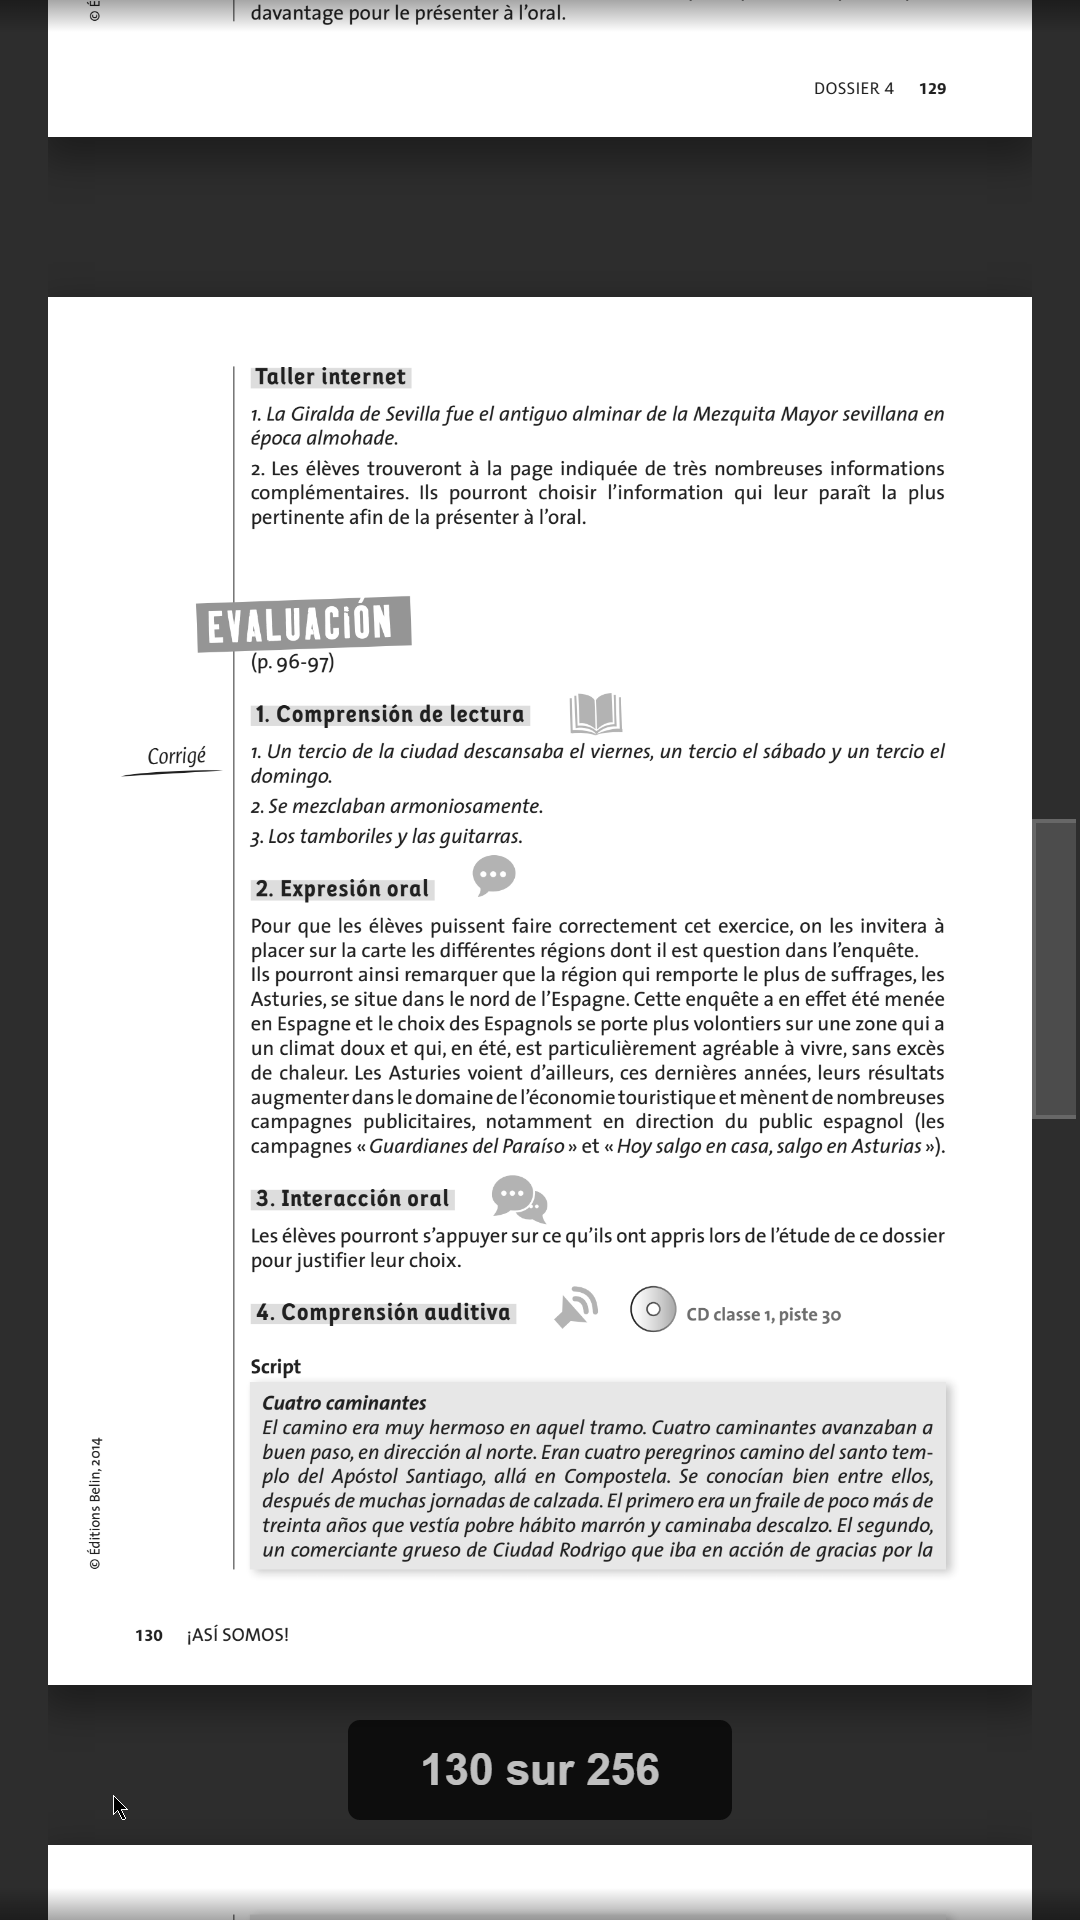 © É
davantage pour le présenter à l'oral.
DOSSIER 4 129
Taller internet
1. La Giralda de Sevilla fue el antiguo alminar de la Mezquita Mayor sevillana en
época almohade.
2. Les élèves trouveront à la page indiquée de très nombreuses informations
complémentaires. Ils pourront choisir l'information qui leur paraît la plus
pertinente afin de la présenter à l'oral.
EVALUACIÓN
(p. 96-97)
1. Comprensión de lectura
Corrigé
1. Un tercio de la ciudad descansaba el viernes, un tercio el sábado y un tercio el
domingo.
2. Se mezclaban armoniosamente.
3. Los tamboriles y las guitarras.
2. Expresión oral
Pour que les élèves puissent faire correctement cet exercice, on les invitera à
placer sur la carte les différentes régions dont il est question dans l'enquête.
Ils pourront ainsi remarquer que la région qui remporte le plus de suffrages, les
Asturies, se situe dans le nord de l'Espagne. Cette enquête a en effet été menée
en Espagne et le choix des Espagnols se porte plus volontiers sur une zone qui a
un climat doux et qui, en été, est particulièrement agréable à vivre, sans excès
de chaleur. Les Asturies voient d'ailleurs, ces dernières années, leurs résultats
augmenter dans le domaine de l'économie touristique et mènent de nombreuses
campagnes publicitaires, notamment en direction du public espagnol (les
campagnes « Guardianes del Paraíso » et « Hoy salgo en casa, salgo en Asturias »).
3. Interacción oral
Les élèves pourront s'appuyer sur ce qu'ils ont appris lors de l'étude de ce dossier
pour justifier leur choix.
4. Comprensión auditiva
CD classe 1, piste 30
Script
Cuatro caminantes
El camino era muy hermoso en aquel tramo. Cuatro caminantes avanzaban a
buen paso, en dirección al norte. Eran cuatro peregrinos camino del santo tem-
plo del Apóstol Santiago, allá en Compostela. Se conocían bien entre ellos,
después de muchas jornadas de calzada. El primero era un fraile de poco más de
treinta años que vestía pobre hábito marrón y caminaba descalzo. El segundo,
un comerciante grueso de Ciudad Rodrigo que iba en acción de gracias por la
© Éditions Belin, 2014
130 ¡ASÍ SOMOS!
130 sur 256